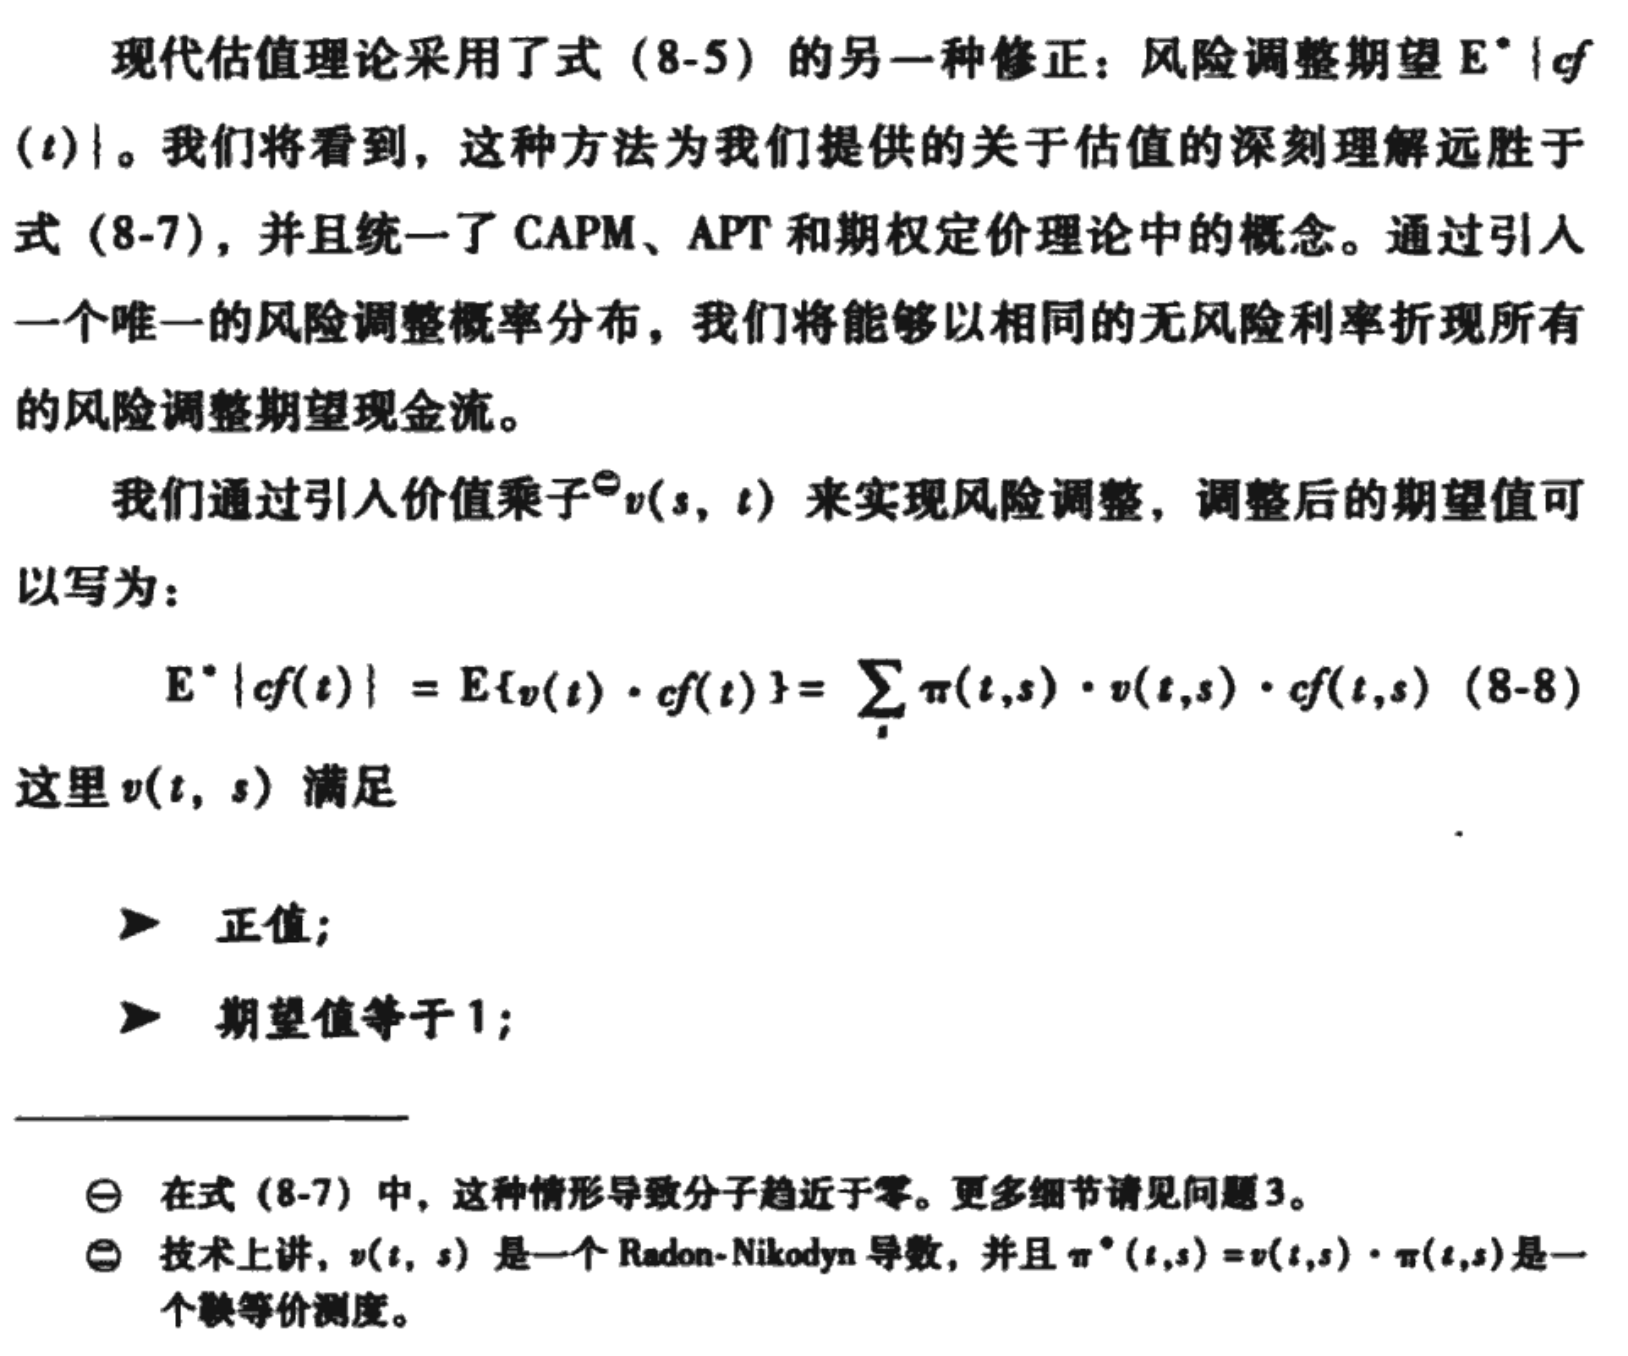 现代估值理论采用了式（8-5）的另一种修正：风险调整期望 E*{cf
(t)}。我们将看到，这种方法为我们提供的关于估值的深刻理解远胜于
式（8-7），并且统一了 CAPM、APT 和期权定价理论中的概念。通过引入
一个唯一的风险调整概率分布，我们将能够以相同的无风险利率折现所有
的风险调整期望现金流。
我们通过引入价值乘子㊁v(s，t）来实现风险调整，调整后的期望值可
以写为：
E*{cf(t)} = E{v(t)·cf(t)}= ∑s π(t,s)·v(t,s)·cf(t,s) (8-8)
这里 v(t，s）满足
➤ 正值；
➤ 期望值等于1；
㊀ 在式（8-7）中，这种情形导致分子趋近于零。更多细节请见问题3。
㊁ 技术上讲，v(t，s）是一个 Radon-Nikodyn 导数，并且 π*(t,s)=v(t,s)·π(t,s)是一
个鞅等价测度。